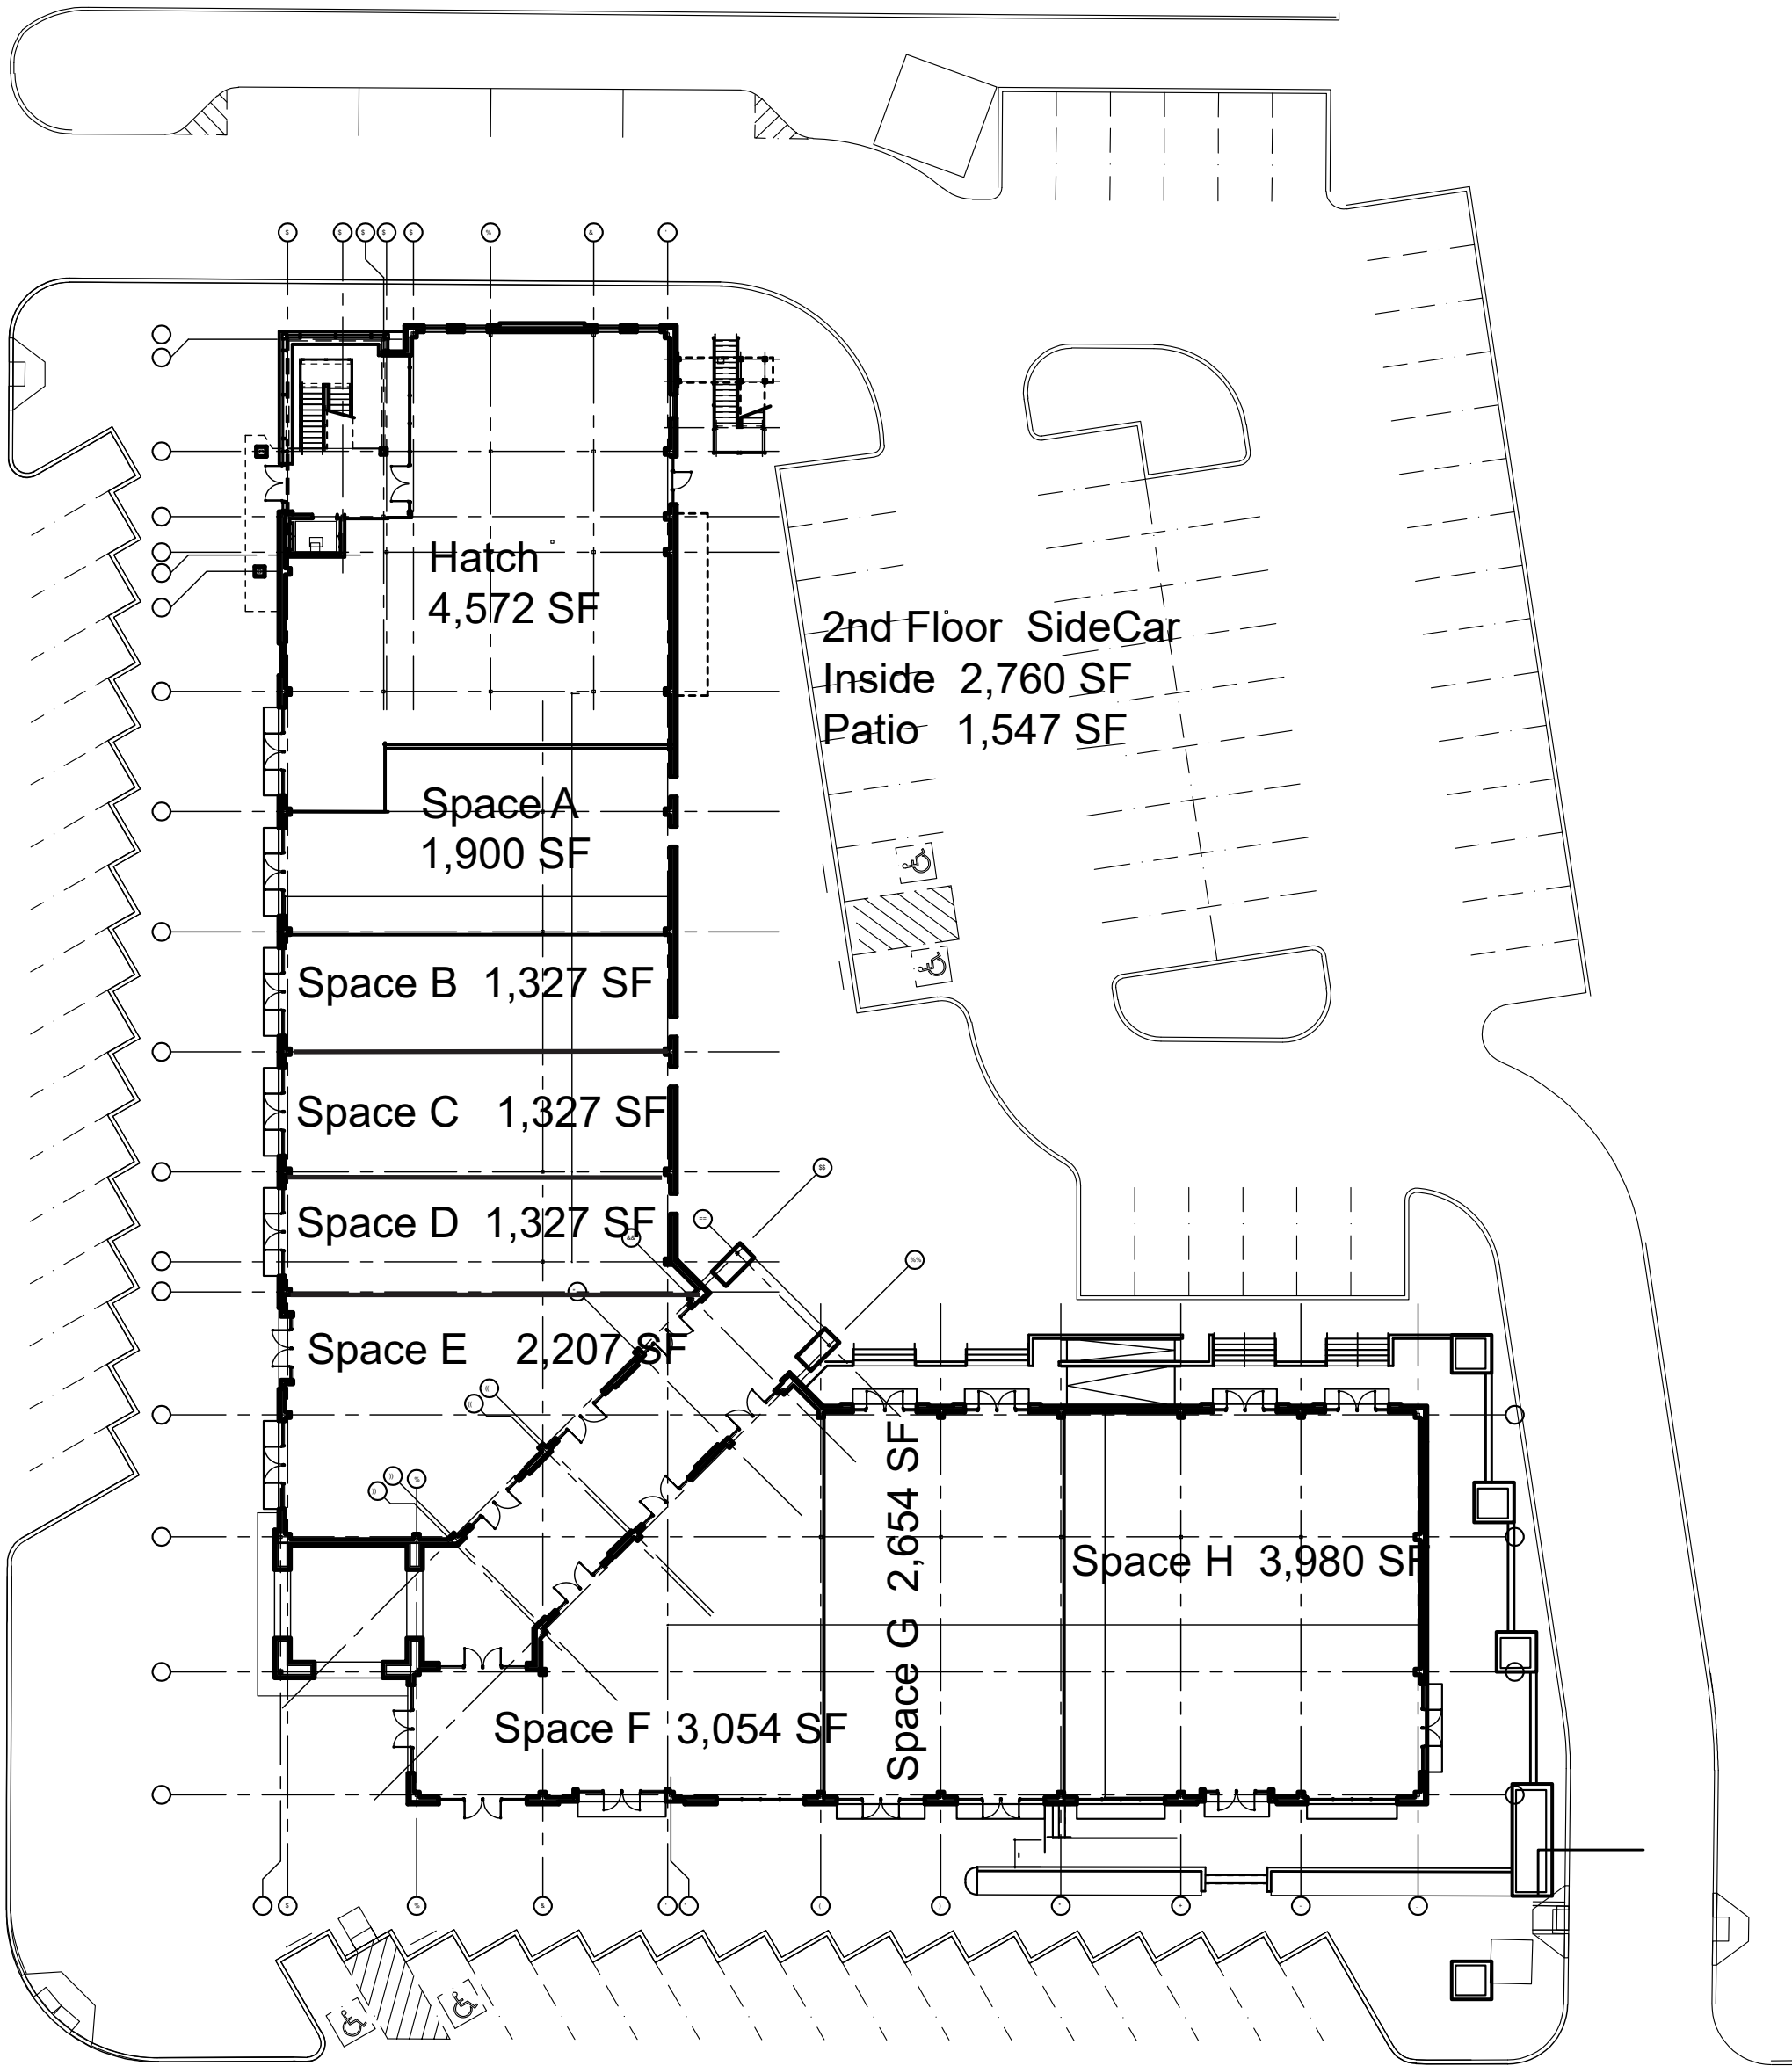 Hatch
4,572 SF
2nd Floor SideCar
Inside 2,760 SF
Patio 1,547 SF
Space A
1,900 SF
Space B 1,327 SF
Space C 1,327 SF
Space D 1,327 SF
Space E 2,207 SF
Space F 3,054 SF
Space G 2,654 SF
Space H 3,980 SF